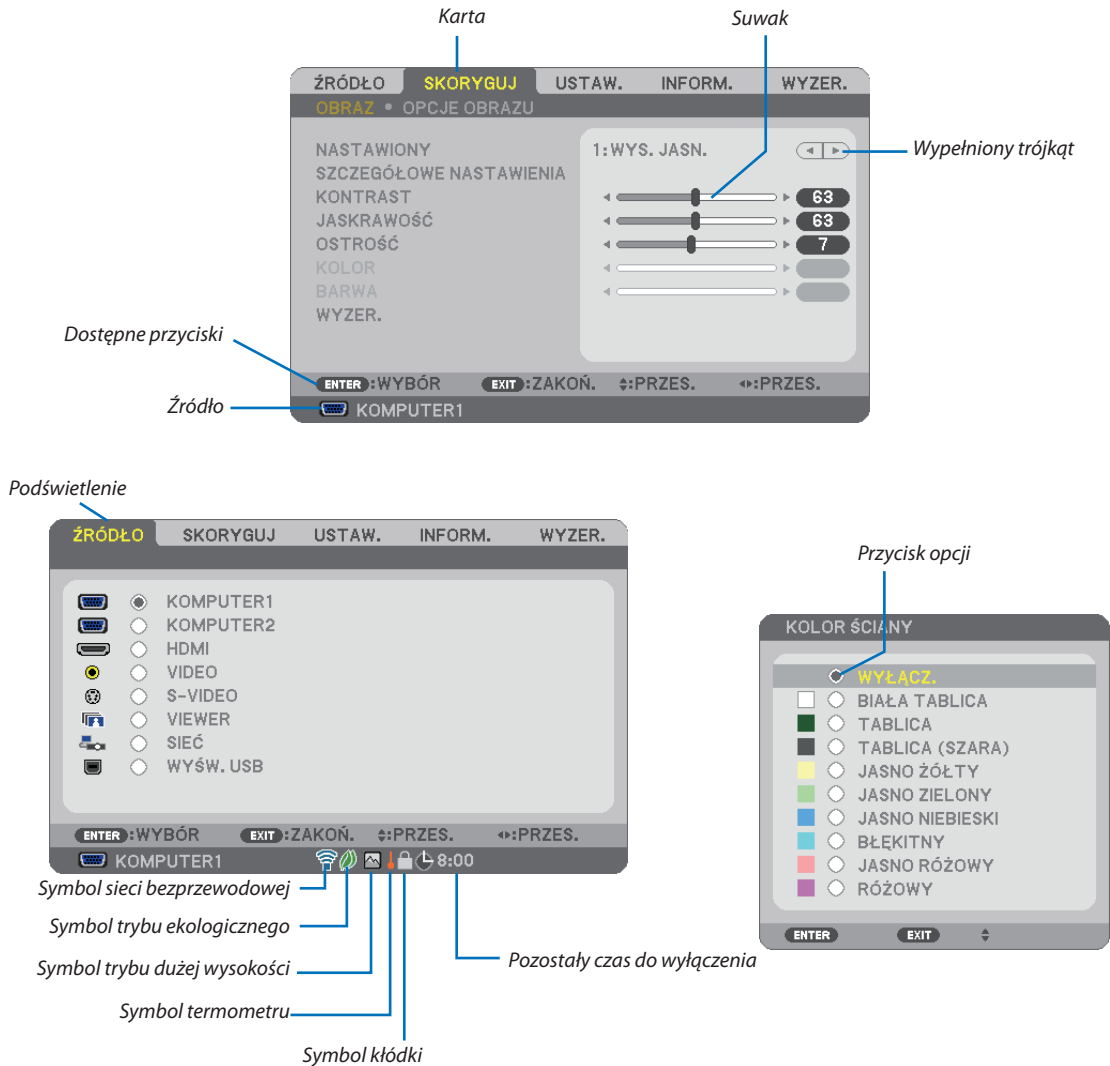 Karta
Suwak
ŹRÓDŁO SKORYGUJ USTAW. INFORM. WYZER.
OBRAZ • OPCJE OBRAZU
NASTAWIONY 1:WYS. JASN.
Wypełniony trójkąt
SZCZEGÓŁOWE NASTAWIENIA
KONTRAST 63
JASKRAWOŚĆ 63
OSTROŚĆ 7
KOLOR
BARWA
WYZER.
Dostępne przyciski
ENTER :WYBÓR EXIT :ZAKOŃ. :PRZES. :PRZES.
Źródło
KOMPUTER1
Podświetlenie
ŹRÓDŁO SKORYGUJ USTAW. INFORM. WYZER.
KOMPUTER1
KOMPUTER2
HDMI
VIDEO
S-VIDEO
VIEWER
SIEĆ
WYŚW. USB
ENTER :WYBÓR EXIT :ZAKOŃ. :PRZES. :PRZES.
KOMPUTER1 8:00
Symbol sieci bezprzewodowej
Symbol trybu ekologicznego
Symbol trybu dużej wysokości
Pozostały czas do wyłączenia
Symbol termometru
Symbol kłódki
Przycisk opcji
KOLOR ŚCIANY
WYŁĄCZ.
BIAŁA TABLICA
TABLICA
TABLICA (SZARA)
JASNO ŻÓŁTY
JASNO ZIELONY
JASNO NIEBIESKI
BŁĘKITNY
JASNO RÓŻOWY
RÓŻOWY
ENTER EXIT